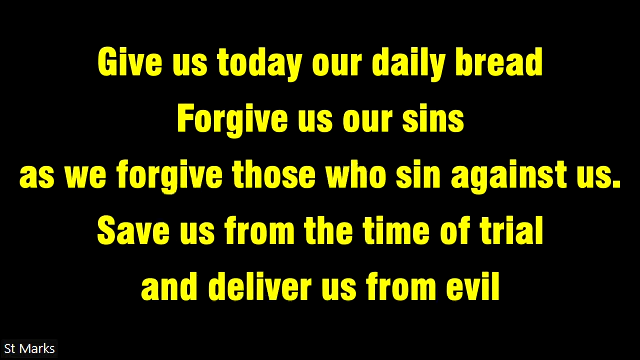 Give us today our daily bread
Forgive us our sins
as we forgive those who sin against us.
Save us from the time of trial
and deliver us from evil
St Marks